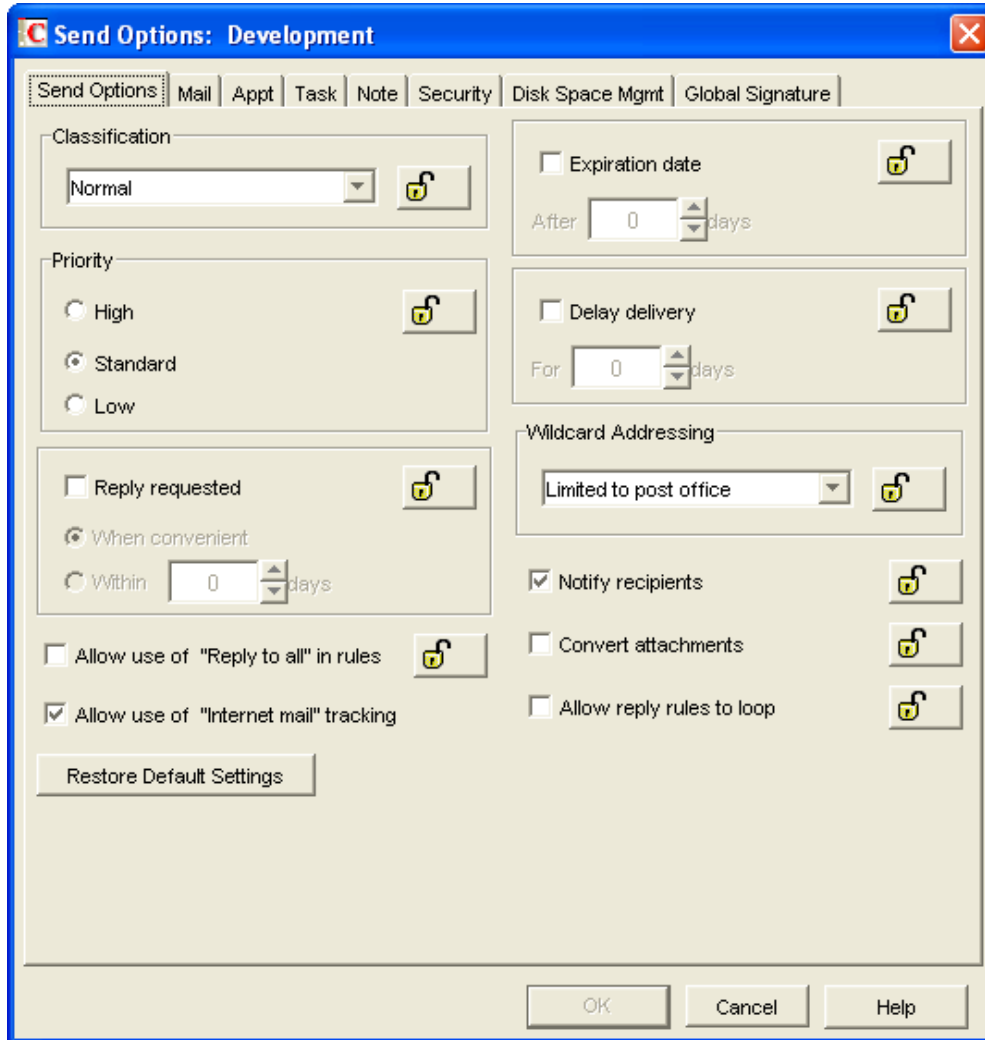 C Send Options: Development
Send Options Mail Appt Task Note Security Disk Space Mgmt Global Signature
Classification
Normal
Priority
High
Standard
Low
Reply requested
When convenient
Within 0 days
Allow use of "Reply to all" in rules
Allow use of "Internet mail" tracking
Restore Default Settings
Expiration date
After 0 days
Delay delivery
For 0 days
Wildcard Addressing
Limited to post office
Notify recipients
Convert attachments
Allow reply rules to loop
OK Cancel Help